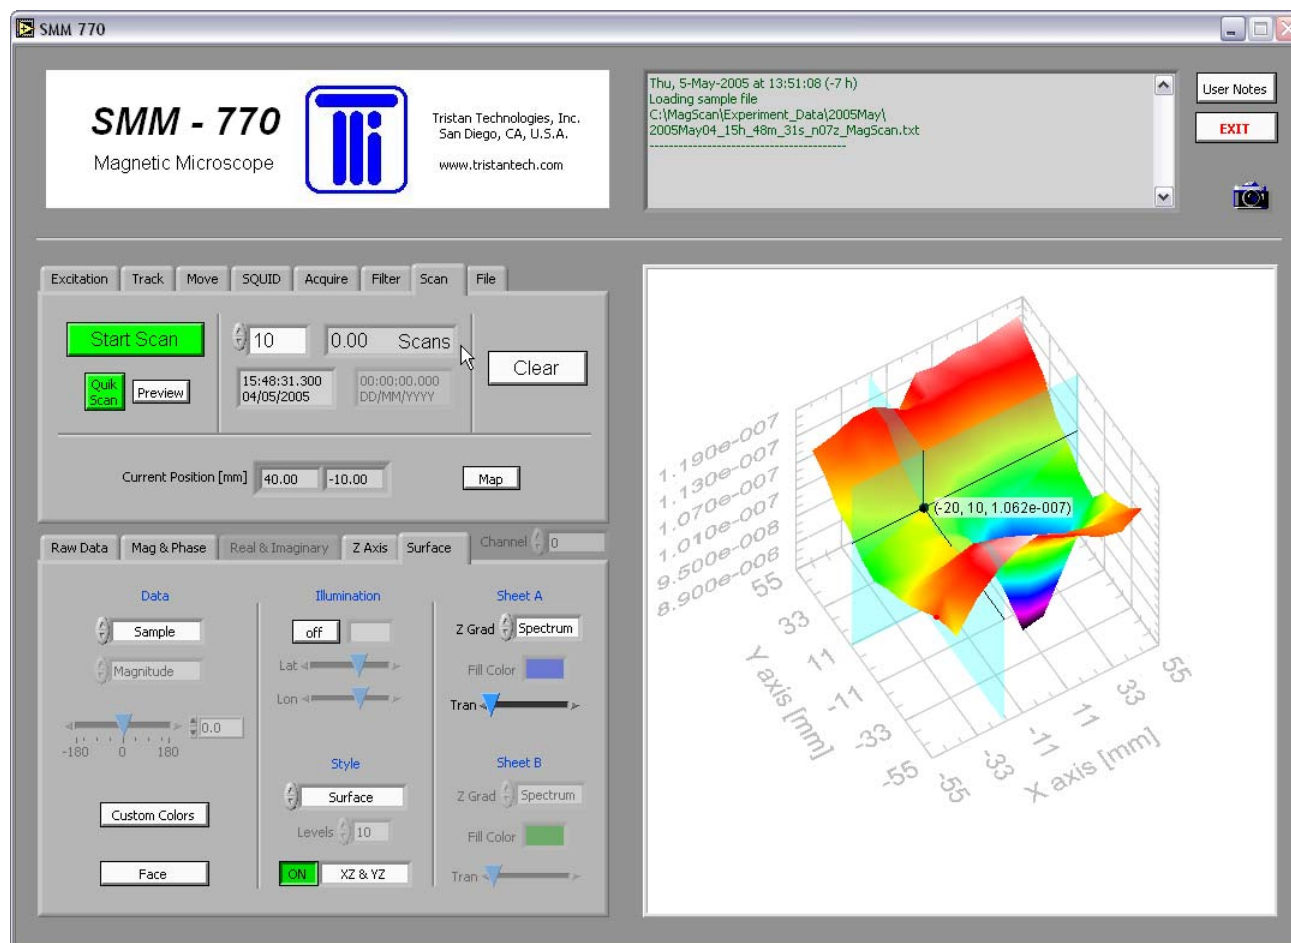 SMM 770
SMM - 770
Magnetic Microscope
Tristan Technologies, Inc.
San Diego, CA, U.S.A.
www.tristantech.com
Thu, 5-May-2005 at 13:51:08 (-7 h)
Loading sample file
C:\MagScan\Experiment_Data\2005May\
2005May04_15h_48m_31s_n07z_MagScan.txt
----------------------------------------
User Notes
EXIT
Excitation Track Move SQUID Acquire Filter Scan File
Start Scan
10
0.00 Scans
Clear
Quik
Scan
Preview
15:48:31.300
04/05/2005
00:00:00.000
DD/MM/YYYY
Current Position [mm] 40.00 -10.00
Map
Raw Data Mag & Phase Real & Imaginary Z Axis Surface Channel 0
Data
Sample
Magnitude
0.0
-180 0 180
Custom Colors
Face
Illumination
off
Lat
Lon
Style
Surface
Levels 10
ON XZ & YZ
Sheet A
Z Grad Spectrum
Fill Color
Tran
Sheet B
Z Grad Spectrum
Fill Color
Tran
1.190e-007
1.130e-007
1.070e-007
1.010e-007
9.500e-008
8.900e-008
(-20, 10, 1.062e-007)
55
33
11
-11
-33
-55
Y axis [mm]
-55
-33
-11
11
33
55
X axis [mm]